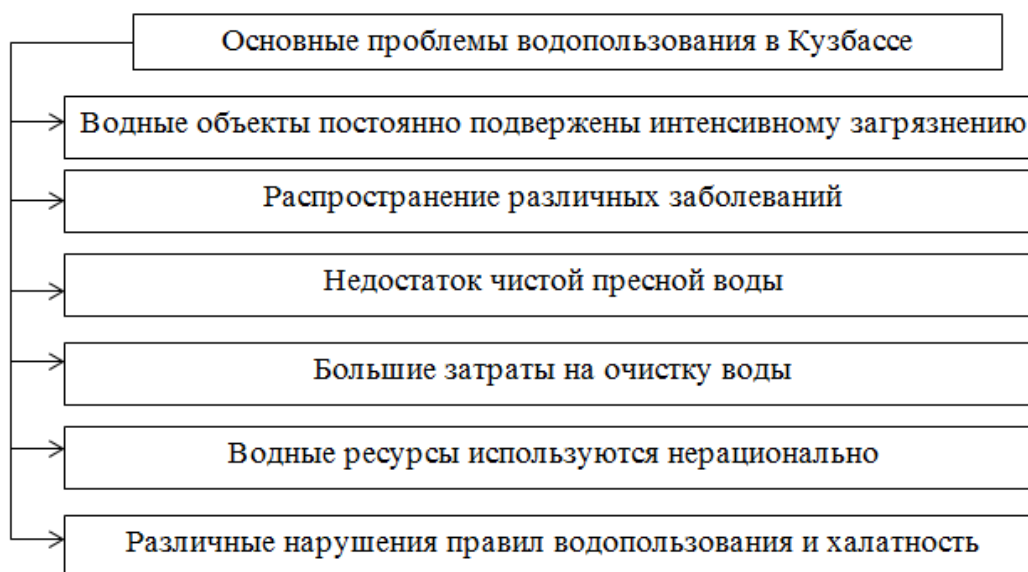 Основные проблемы водопользования в Кузбассе
Водные объекты постоянно подвержены интенсивному загрязнению
Распространение различных заболеваний
Недостаток чистой пресной воды
Большие затраты на очистку воды
Водные ресурсы используются нерационально
Различные нарушения правил водопользования и халатность